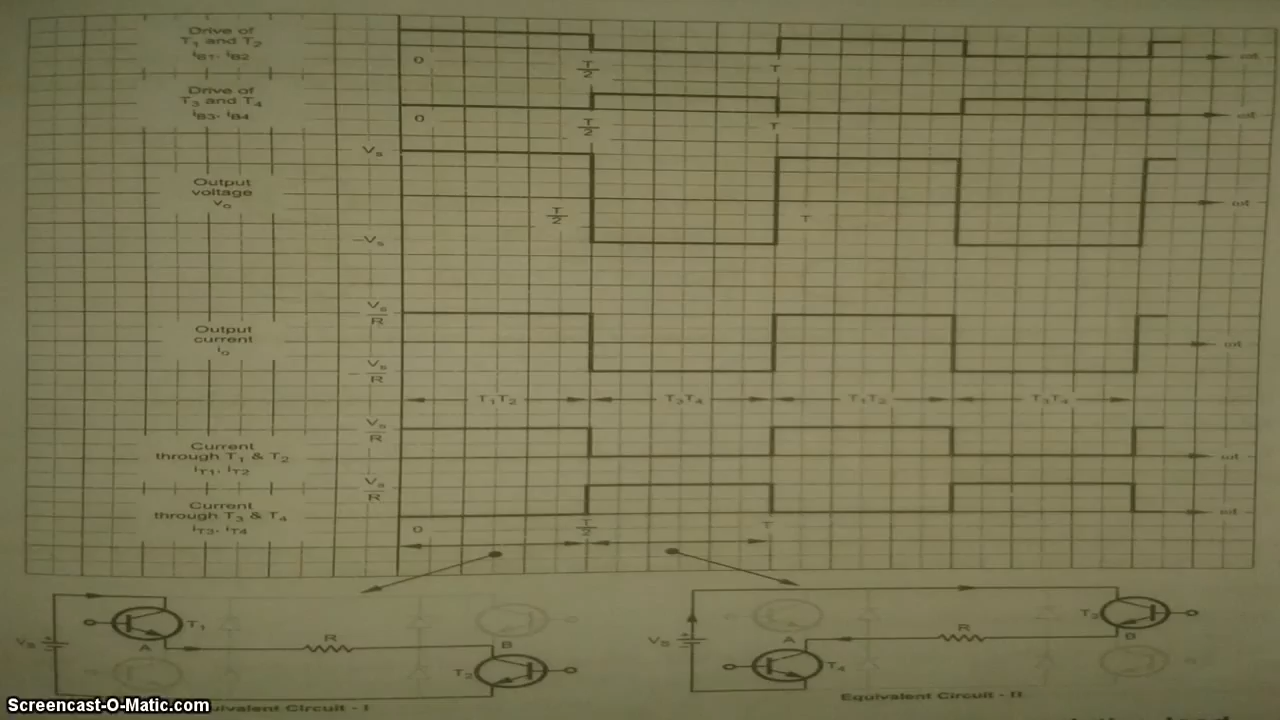 Drive of
T1 and T2
iB1, iB2
0
T/2
T
ωt
Drive of
T3 and T4
iB3, iB4
0
T/2
T
ωt
Vs
Output
voltage
vo
T/2
T
ωt
−Vs
Vs/R
Output
current
io
ωt
− Vs/R
T1T2
T3T4
T1T2
T3T4
Vs/R
Current
through T1 & T2
iT1, iT2
ωt
Vs/R
Current
through T3 & T4
iT3, iT4
0
T/2
T
ωt
Vs
T1
A
R
B
T2
Vs
T3
A
R
B
T4
Circuit - I
Equivalent Circuit - II
Screencast-O-Matic.com